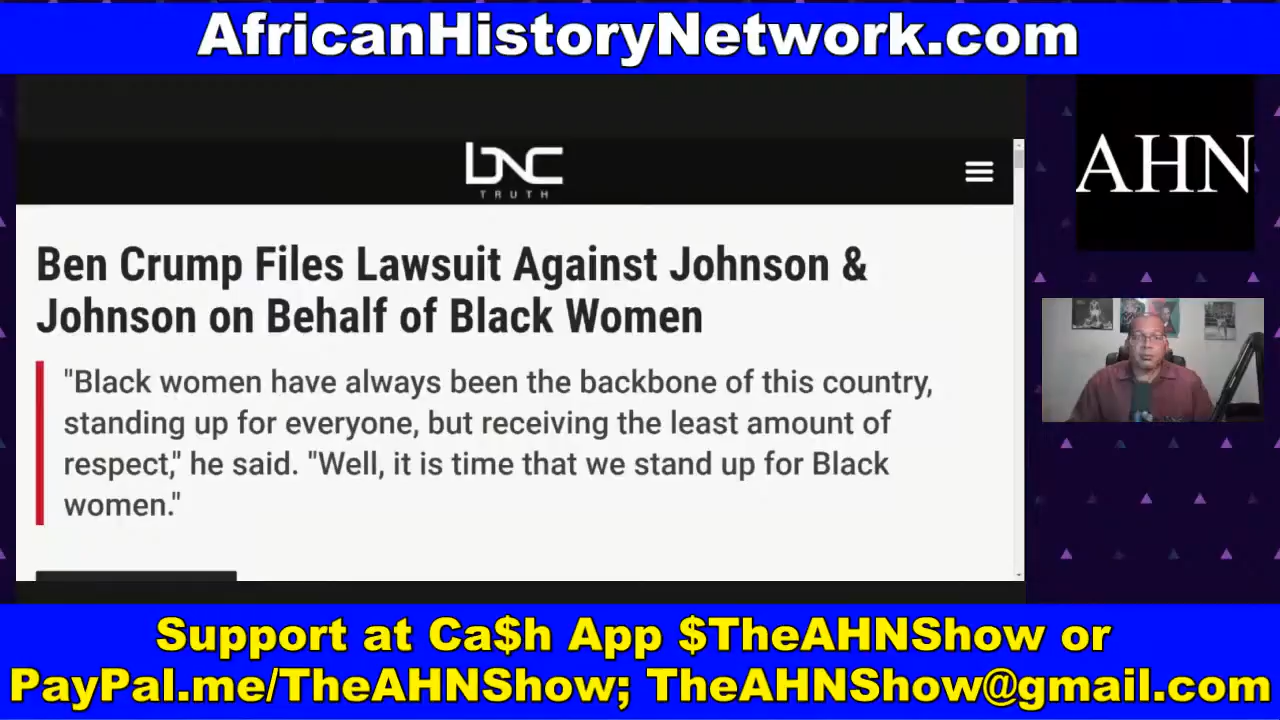 AfricanHistoryNetwork.com
bnc
TRUTH
AHN
Ben Crump Files Lawsuit Against Johnson &
Johnson on Behalf of Black Women
"Black women have always been the backbone of this country,
standing up for everyone, but receiving the least amount of
respect," he said. "Well, it is time that we stand up for Black
women."
Support at Ca$h App $TheAHNShow or
PayPal.me/TheAHNShow; TheAHNShow@gmail.com